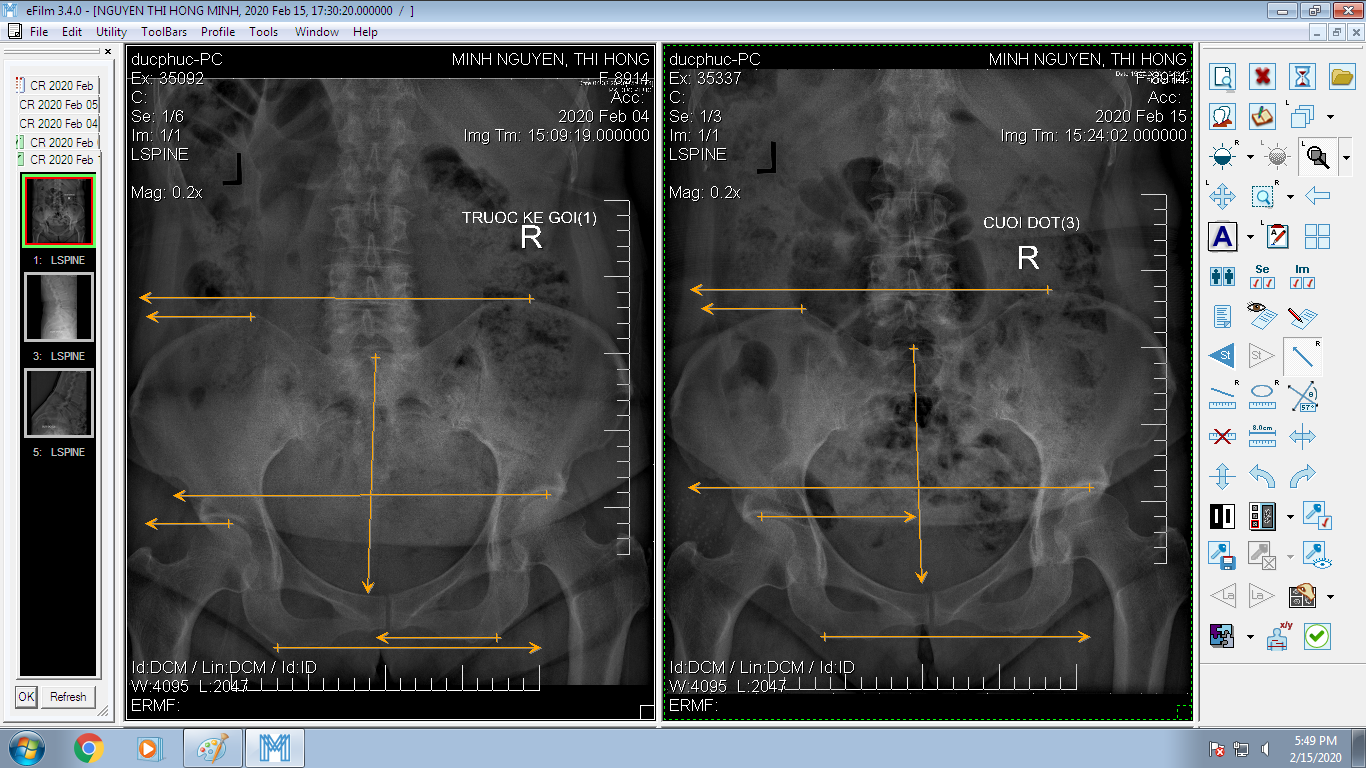 eFilm 3.4.0 - [NGUYEN THI HONG MINH, 2020 Feb 15, 17:30:20.000000 / ]
File Edit Utility ToolBars Profile Tools Window Help
CR 2020 Feb
CR 2020 Feb 05
CR 2020 Feb 04
CR 2020 Feb
CR 2020 Feb
1: LSPINE
3: LSPINE
5: LSPINE
OK Refresh
ducphuc-PC
Ex: 35092
C:
Se: 1/6
Im: 1/1
LSPINE
Mag: 0.2x
MINH NGUYEN, THI HONG
F 8914
Acc:
2020 Feb 04
Img Tm: 15:09:19.000000
TRUOC KE GOI(1)
R
Id:DCM / Lin:DCM / Id:ID
W:4095 L:2047
ERMF:
ducphuc-PC
Ex: 35337
C:
Se: 1/3
Im: 1/1
LSPINE
Mag: 0.2x
MINH NGUYEN, THI HONG
F 8914
Acc:
2020 Feb 15
Img Tm: 15:24:02.000000
CUOI DOT(3)
R
Id:DCM / Lin:DCM / Id:ID
W:4095 L:2047
ERMF:
R
R L
L R
A L
Se Im
St St R
R R 57°
8.0cm
La La
x/y
5:49 PM
2/15/2020